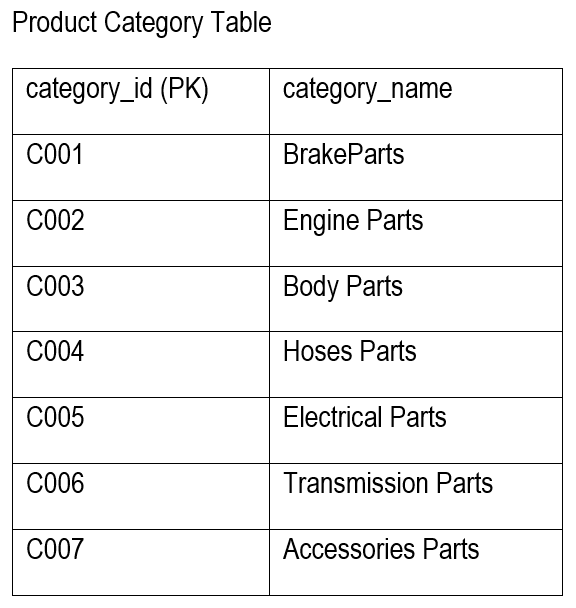 Product Category Table
category_id (PK) category_name
C001 BrakeParts
C002 Engine Parts
C003 Body Parts
C004 Hoses Parts
C005 Electrical Parts
C006 Transmission Parts
C007 Accessories Parts